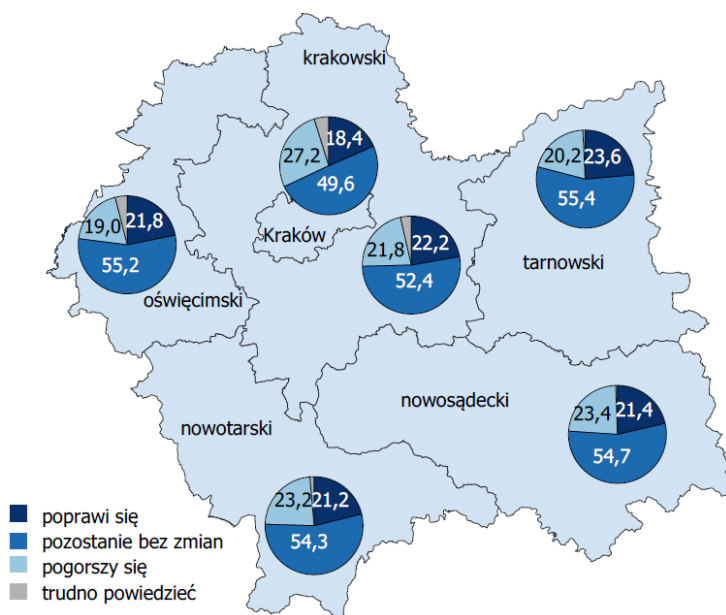 krakowski
18,4
27,2
49,6
20,2
23,6
55,4
19,0
21,8
55,2
Kraków
21,8
22,2
52,4
tarnowski
oświęcimski
nowosądecki
nowotarski
23,4
21,4
54,7
23,2
21,2
54,3
poprawi się
pozostanie bez zmian
pogorszy się
trudno powiedzieć